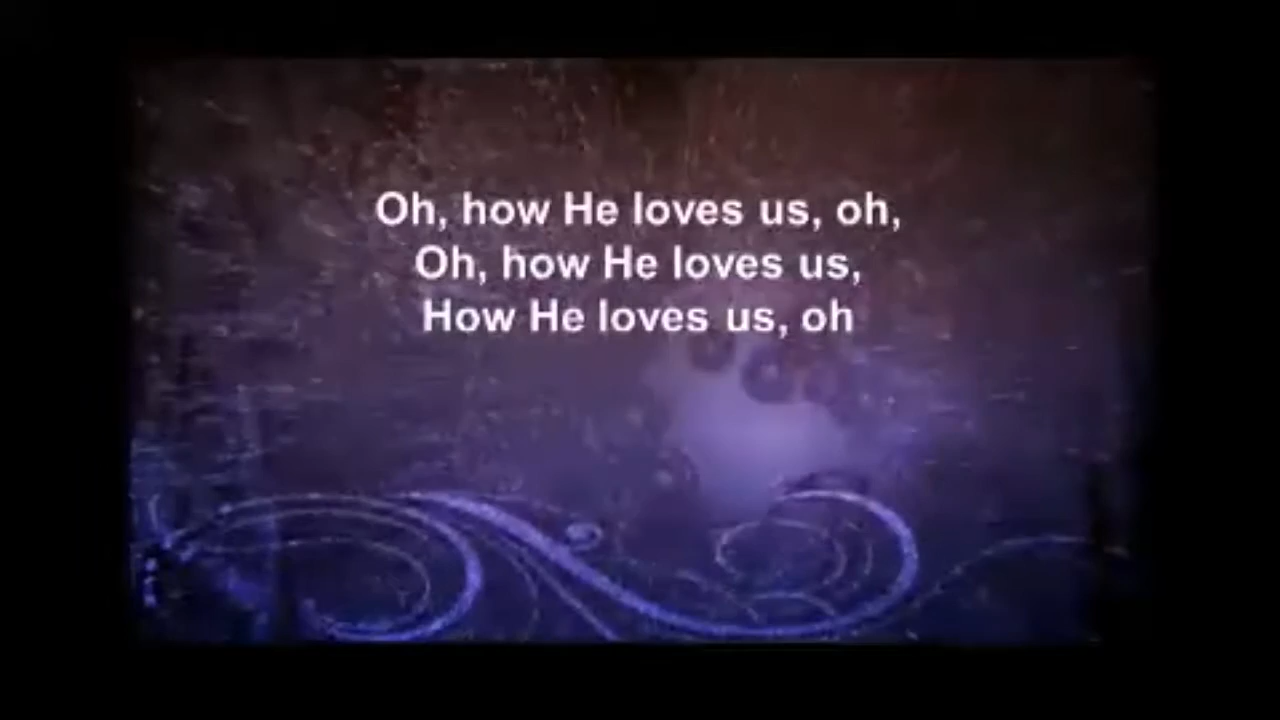 Oh, how He loves us, oh,
Oh, how He loves us,
How He loves us, oh